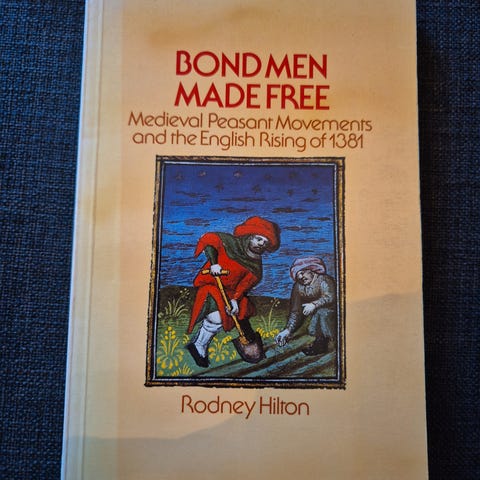 BOND MEN
MADE FREE
Medieval Peasant Movements
and the English Rising of 1381
Rodney Hilton